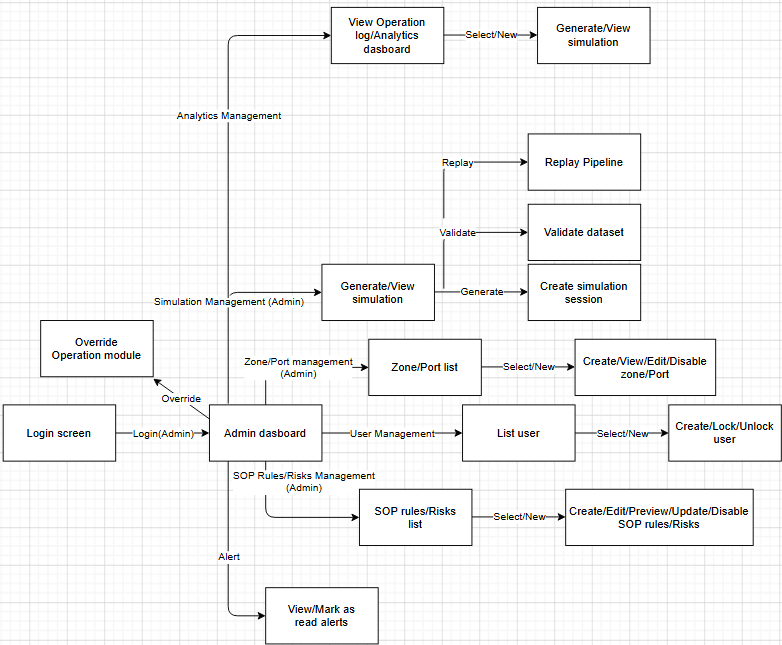 View Operation
log/Analytics
dasboard
Select/New
Generate/View
simulation
Analytics Management
Replay
Replay Pipeline
Validate
Validate dataset
Simulation Management (Admin)
Generate/View
simulation
Generate
Create simulation
session
Override
Operation module
Override
Zone/Port management
(Admin)
Zone/Port list
Select/New
Create/View/Edit/Disable
zone/Port
Login screen
Login(Admin)
Admin dasboard
User Management
List user
Select/New
Create/Lock/Unlock
user
SOP Rules/Risks Management
(Admin)
SOP rules/Risks
list
Select/New
Create/Edit/Preview/Update/Disable
SOP rules/Risks
Alert
View/Mark as
read alerts